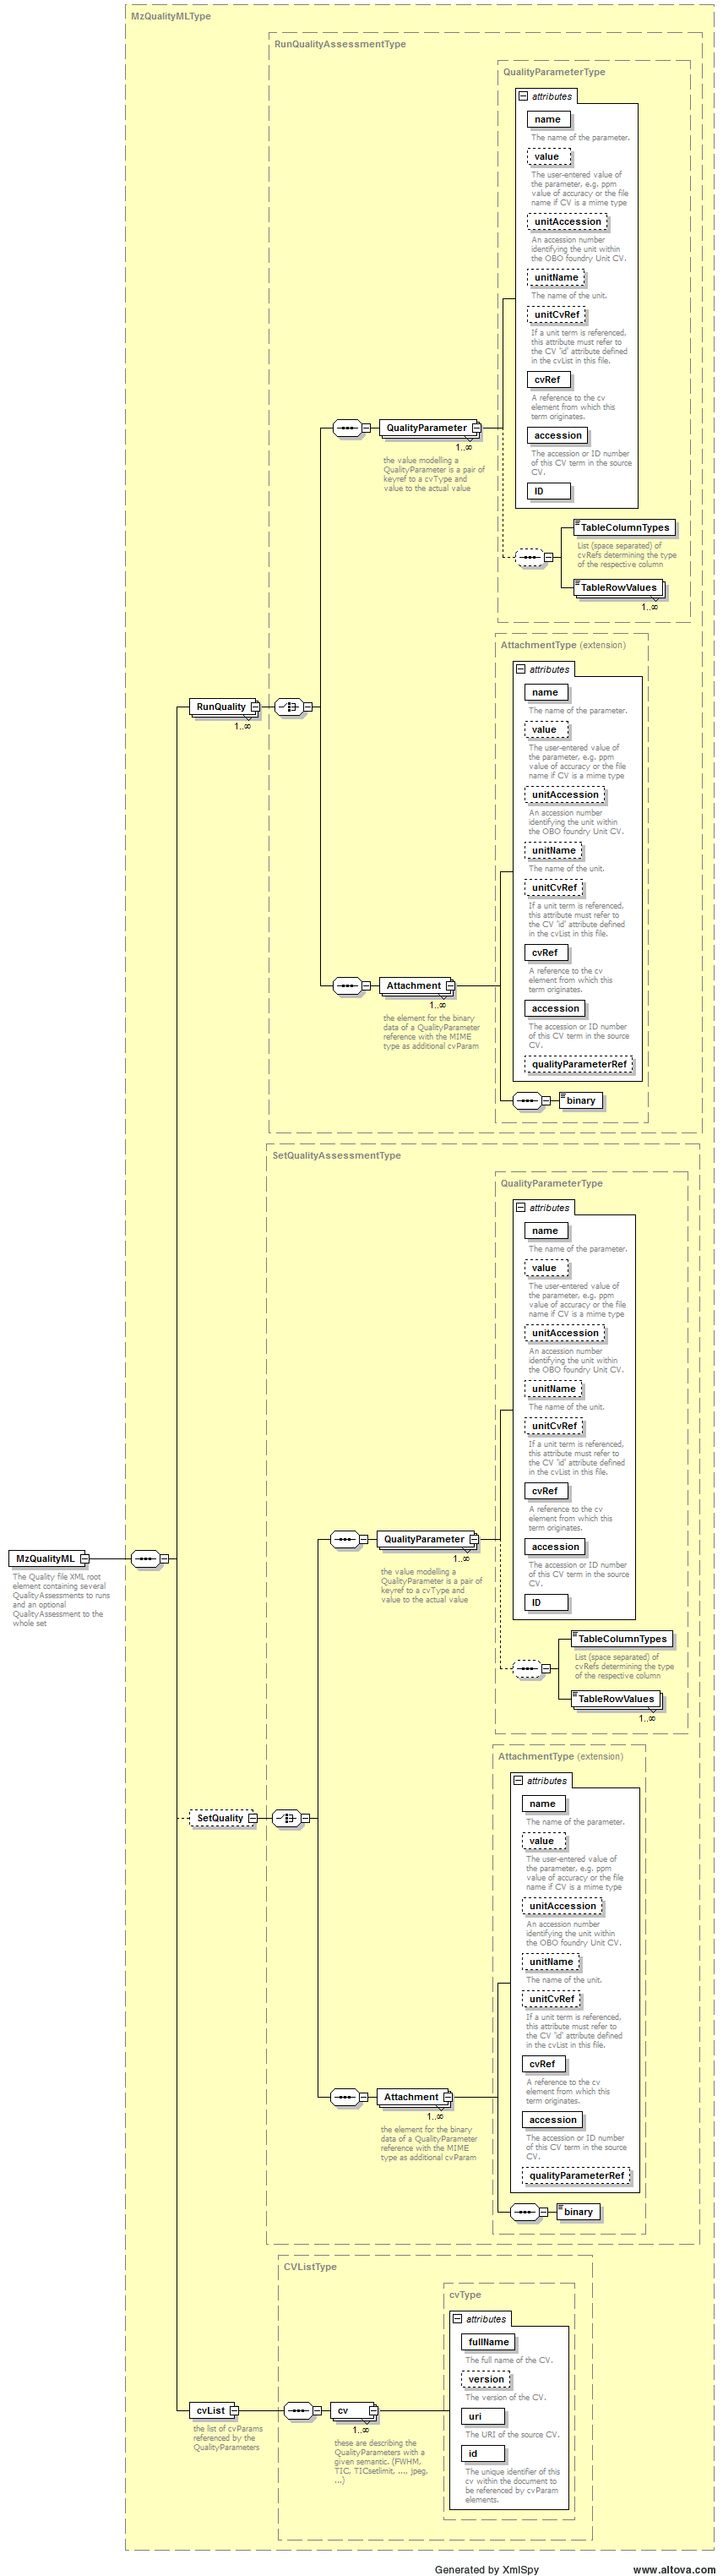 MzQualityMLType
RunQualityAssessmentType
QualityParameterType
attributes
name
The name of the parameter.
value
The user-entered value of
the parameter, e.g. ppm
value of accuracy or the file
name if CV is a mime type
unitAccession
An accession number
identifying the unit within
the OBO foundry Unit CV.
unitName
The name of the unit.
unitCvRef
If a unit term is referenced,
this attribute must refer to
the CV 'id' attribute defined
in the cvList in this file.
cvRef
A reference to the cv
element from which this
term originates.
accession
The accession or ID number
of this CV term in the source
CV.
ID
QualityParameter
1..∞
the value modelling a
QualityParameter is a pair of
keyref to a cvType and
value to the actual value
TableColumnTypes
List (space separated) of
cvRefs determining the type
of the respective column
TableRowValues
1..∞
AttachmentType (extension)
attributes
name
The name of the parameter.
value
The user-entered value of
the parameter, e.g. ppm
value of accuracy or the file
name if CV is a mime type
unitAccession
An accession number
identifying the unit within
the OBO foundry Unit CV.
unitName
The name of the unit.
unitCvRef
If a unit term is referenced,
this attribute must refer to
the CV 'id' attribute defined
in the cvList in this file.
cvRef
A reference to the cv
element from which this
term originates.
accession
The accession or ID number
of this CV term in the source
CV.
qualityParameterRef
RunQuality
1..∞
Attachment
1..∞
the element for the binary
data of a QualityParameter
reference with the MIME
type as additional cvParam
binary
SetQualityAssessmentType
QualityParameterType
attributes
name
The name of the parameter.
value
The user-entered value of
the parameter, e.g. ppm
value of accuracy or the file
name if CV is a mime type
unitAccession
An accession number
identifying the unit within
the OBO foundry Unit CV.
unitName
The name of the unit.
unitCvRef
If a unit term is referenced,
this attribute must refer to
the CV 'id' attribute defined
in the cvList in this file.
cvRef
A reference to the cv
element from which this
term originates.
accession
The accession or ID number
of this CV term in the source
CV.
ID
MzQualityML
The Quality file XML root
element containing several
QualityAssessments to runs
and an optional
QualityAssessment to the
whole set
QualityParameter
1..∞
the value modelling a
QualityParameter is a pair of
keyref to a cvType and
value to the actual value
TableColumnTypes
List (space separated) of
cvRefs determining the type
of the respective column
TableRowValues
1..∞
AttachmentType (extension)
attributes
name
The name of the parameter.
value
The user-entered value of
the parameter, e.g. ppm
value of accuracy or the file
name if CV is a mime type
unitAccession
An accession number
identifying the unit within
the OBO foundry Unit CV.
unitName
The name of the unit.
unitCvRef
If a unit term is referenced,
this attribute must refer to
the CV 'id' attribute defined
in the cvList in this file.
cvRef
A reference to the cv
element from which this
term originates.
accession
The accession or ID number
of this CV term in the source
CV.
qualityParameterRef
SetQuality
Attachment
1..∞
the element for the binary
data of a QualityParameter
reference with the MIME
type as additional cvParam
binary
CVListType
cvType
attributes
fullName
The full name of the CV.
version
The version of the CV.
uri
The URI of the source CV.
id
The unique identifier of this
cv within the document to
be referenced by cvParam
elements.
cvList
the list of cvParams
referenced by the
QualityParameters
cv
1..∞
these are describing the
QualityParameters with a
given semantic. (FWHM,
TIC, TICsetlimit, .... jpeg,
...)
Generated by XmlSpy
www.altova.com